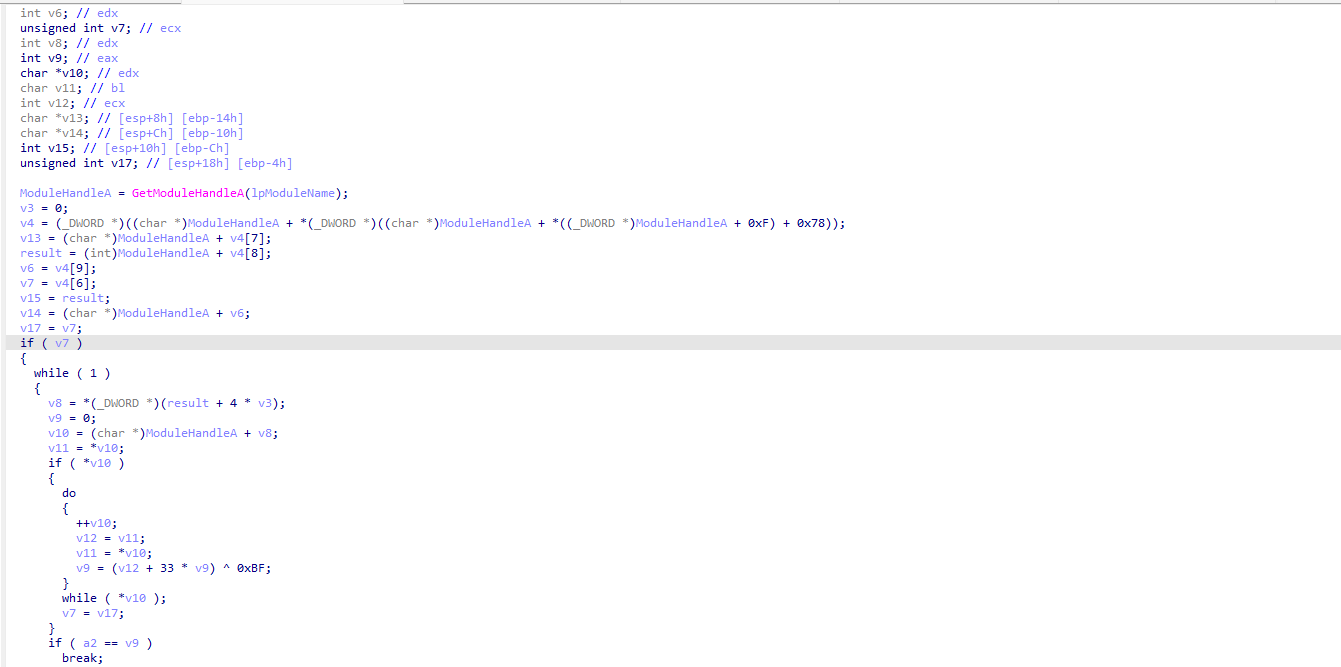 int v6; // edx
unsigned int v7; // ecx
int v8; // edx
int v9; // eax
char *v10; // edx
char v11; // bl
int v12; // ecx
char *v13; // [esp+8h] [ebp-14h]
char *v14; // [esp+Ch] [ebp-10h]
int v15; // [esp+10h] [ebp-Ch]
unsigned int v17; // [esp+18h] [ebp-4h]

ModuleHandleA = GetModuleHandleA(lpModuleName);
v3 = 0;
v4 = (_DWORD *)((char *)ModuleHandleA + *(_DWORD *)((char *)ModuleHandleA + *((_DWORD *)ModuleHandleA + 0xF) + 0x78));
v13 = (char *)ModuleHandleA + v4[7];
result = (int)ModuleHandleA + v4[8];
v6 = v4[9];
v7 = v4[6];
v15 = result;
v14 = (char *)ModuleHandleA + v6;
v17 = v7;
if ( v7 )
{
  while ( 1 )
  {
    v8 = *(_DWORD *)(result + 4 * v3);
    v9 = 0;
    v10 = (char *)ModuleHandleA + v8;
    v11 = *v10;
    if ( *v10 )
    {
      do
      {
        ++v10;
        v12 = v11;
        v11 = *v10;
        v9 = (v12 + 33 * v9) ^ 0xBF;
      }
      while ( *v10 );
      v7 = v17;
    }
    if ( a2 == v9 )
      break;